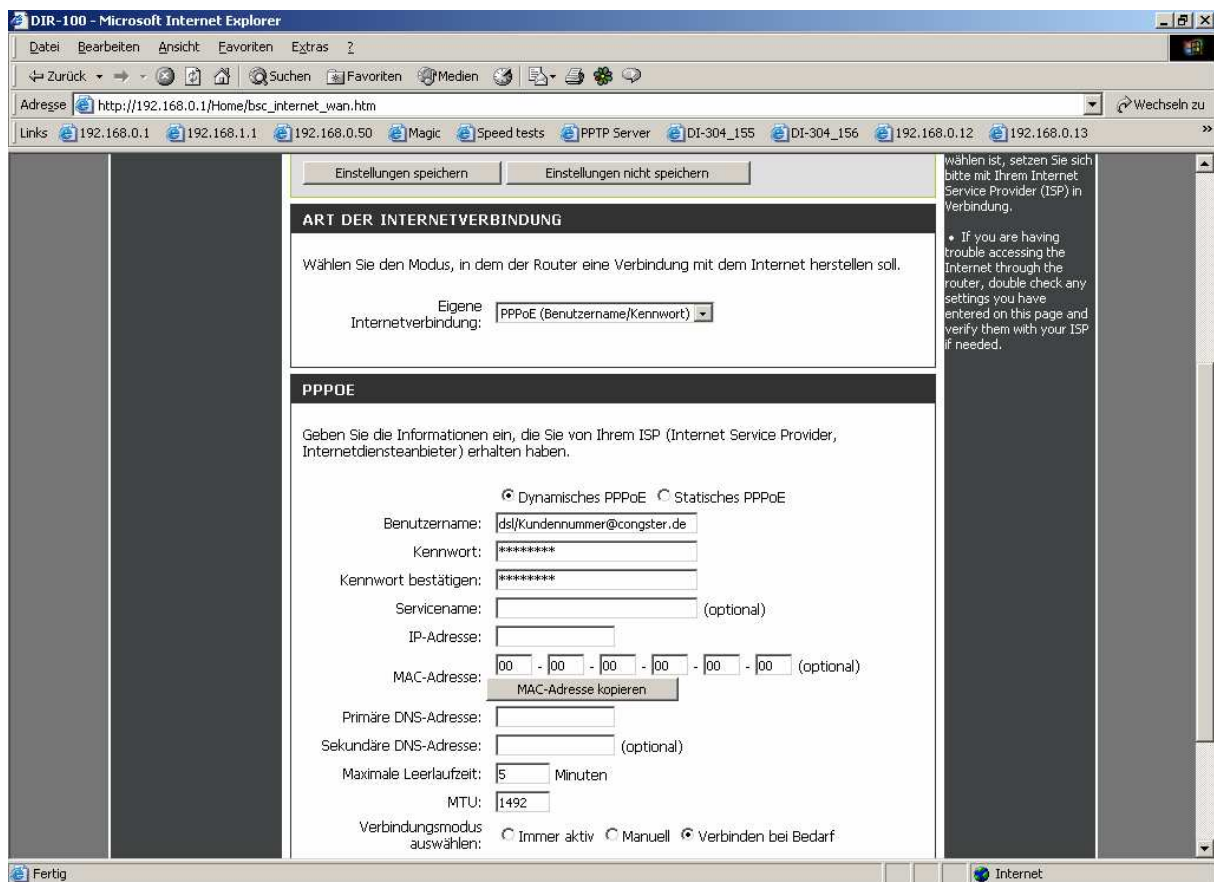 DIR-100 - Microsoft Internet Explorer
Datei Bearbeiten Ansicht Favoriten Extras ?
Zurück Suchen Favoriten Medien
Adresse http://192.168.0.1/Home/bsc_internet_wan.htm Wechseln zu
Links 192.168.0.1 192.168.1.1 192.168.0.50 Magic Speed tests PPTP Server DI-304_155 DI-304_156 192.168.0.12 192.168.0.13 »
Einstellungen speichern Einstellungen nicht speichern
ART DER INTERNETVERBINDUNG
Wählen Sie den Modus, in dem der Router eine Verbindung mit dem Internet herstellen soll.
Eigene
Internetverbindung: PPPoE (Benutzername/Kennwort)
PPPOE
Geben Sie die Informationen ein, die Sie von Ihrem ISP (Internet Service Provider,
Internetdiensteanbieter) erhalten haben.
Dynamisches PPPoE Statisches PPPoE
Benutzername: dsl/Kundennummer@congster.de
Kennwort: ********
Kennwort bestätigen: ********
Servicename: (optional)
IP-Adresse:
MAC-Adresse: 00 - 00 - 00 - 00 - 00 - 00 (optional)
MAC-Adresse kopieren
Primäre DNS-Adresse:
Sekundäre DNS-Adresse: (optional)
Maximale Leerlaufzeit: 5 Minuten
MTU: 1492
Verbindungsmodus
auswählen: Immer aktiv Manuell Verbinden bei Bedarf
wählen ist, setzen Sie sich
bitte mit Ihrem Internet
Service Provider (ISP) in
Verbindung.
• If you are having
trouble accessing the
Internet through the
router, double check any
settings you have
entered on this page and
verify them with your ISP
if needed.
Fertig Internet